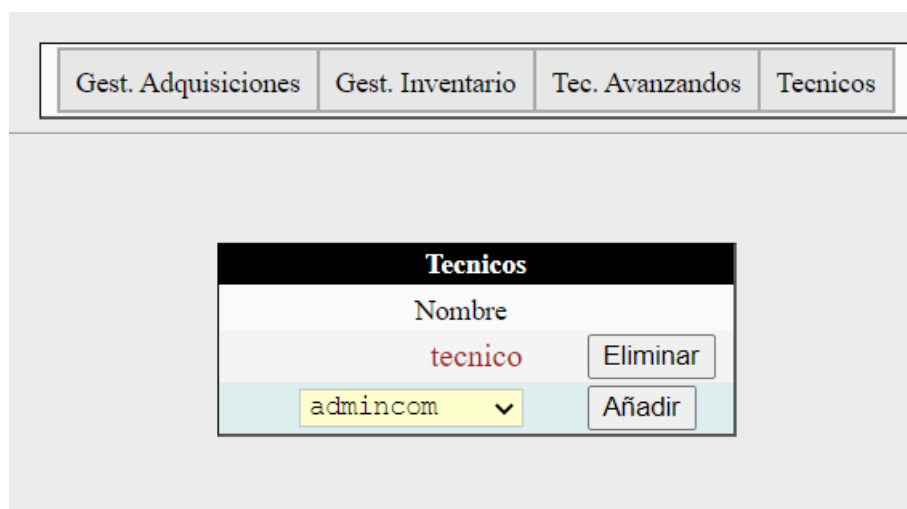 Gest. Adquisiciones Gest. Inventario Tec. Avanzandos Tecnicos
Tecnicos
Nombre
tecnico Eliminar
admincom Añadir